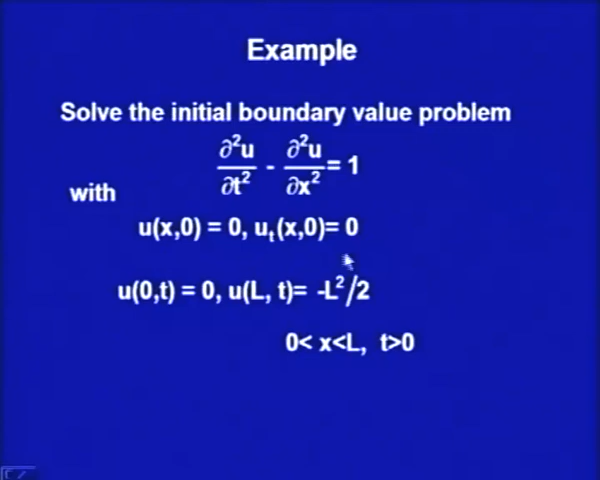 Example
Solve the initial boundary value problem
∂²u/∂t² - ∂²u/∂x² = 1
with
u(x,0) = 0, uₜ(x,0)= 0
u(0,t) = 0, u(L, t)= -L²/2
0< x<L, t>0